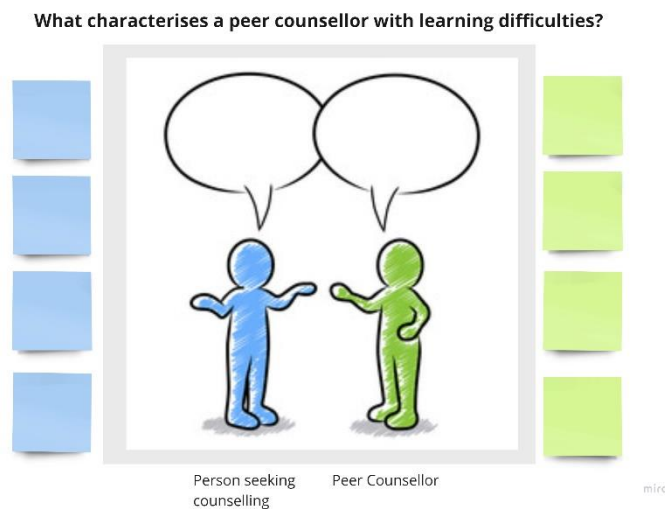 What characterises a peer counsellor with learning difficulties?
Person seeking
counselling
Peer Counsellor